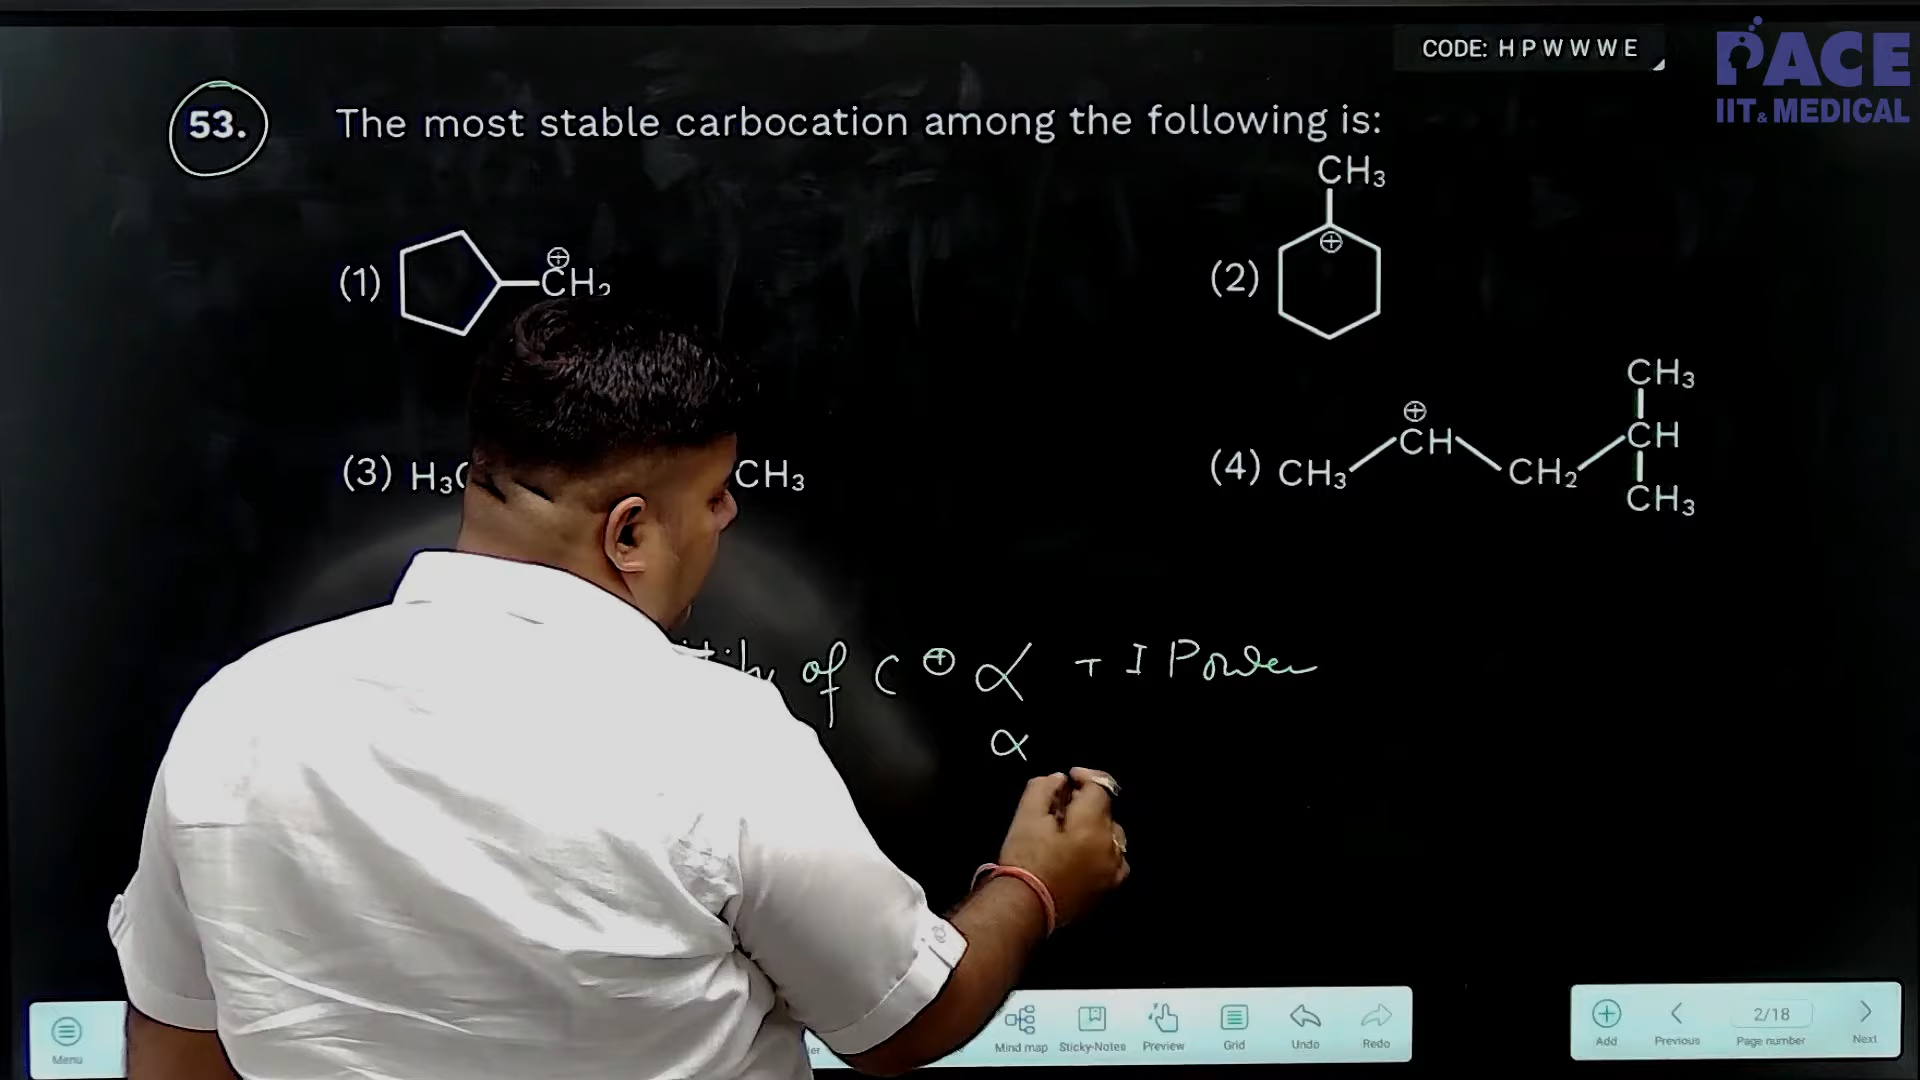 CODE: H P W W W E
PACE
IIT & MEDICAL
53. The most stable carbocation among the following is:
(1) ⊕
CH₂
(2) CH₃
⊕
(3) H₃C CH₃
(4) CH₃ ⊕
CH CH₂ CH
CH₃
CH₃
of C⊕ α + I Power
α
Menu
Mind map Sticky-Notes Preview Grid Undo Redo
Add Previous 2/18 Page number Next